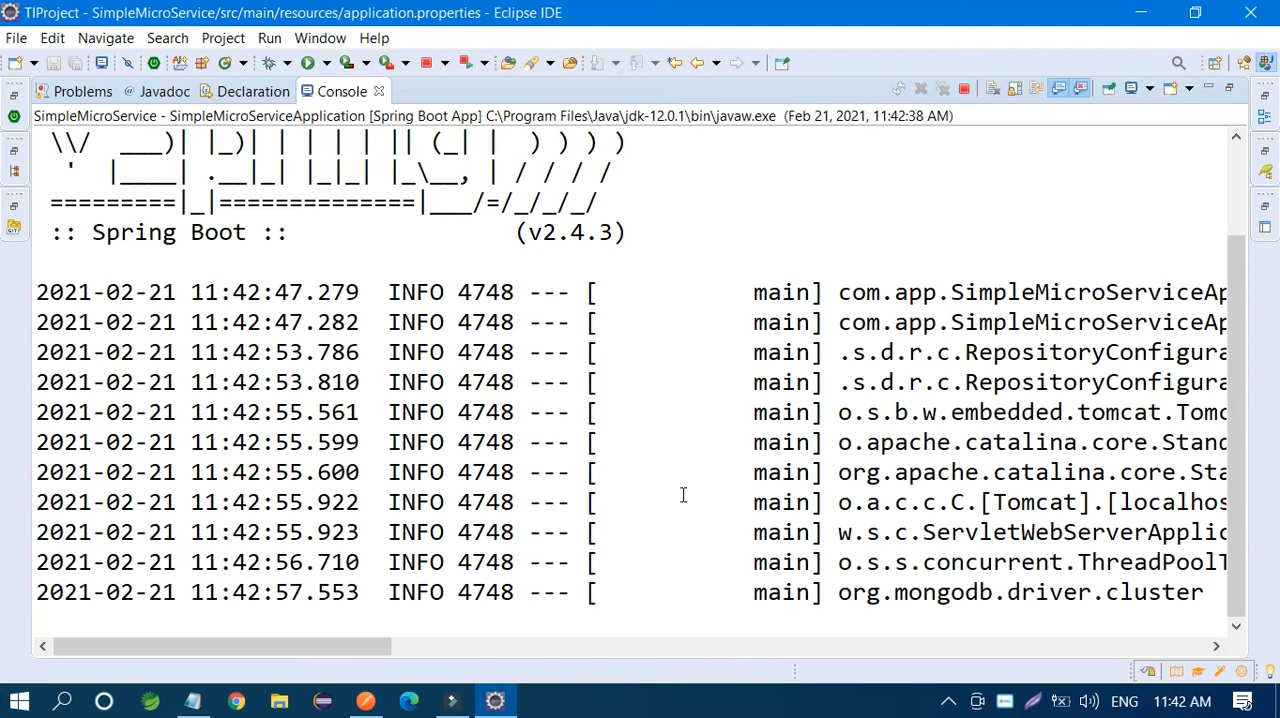 TIProject - SimpleMicroService/src/main/resources/application.properties - Eclipse IDE
File Edit Navigate Search Project Run Window Help
Problems @ Javadoc Declaration Console
SimpleMicroService - SimpleMicroServiceApplication [Spring Boot App] C:\Program Files\Java\jdk-12.0.1\bin\javaw.exe (Feb 21, 2021, 11:42:38 AM)
 \\/  ___)| |_)| | | | | || (_| |  ) ) ) )
  '  |____| .__|_| |_|_| |_\__, | / / / /
 =========|_|==============|___/=/_/_/_/
 :: Spring Boot ::                (v2.4.3)
2021-02-21 11:42:47.279  INFO 4748 --- [           main] com.app.SimpleMicroServiceAp
2021-02-21 11:42:47.282  INFO 4748 --- [           main] com.app.SimpleMicroServiceAp
2021-02-21 11:42:53.786  INFO 4748 --- [           main] .s.d.r.c.RepositoryConfigura
2021-02-21 11:42:53.810  INFO 4748 --- [           main] .s.d.r.c.RepositoryConfigura
2021-02-21 11:42:55.561  INFO 4748 --- [           main] o.s.b.w.embedded.tomcat.Tomc
2021-02-21 11:42:55.599  INFO 4748 --- [           main] o.apache.catalina.core.Stand
2021-02-21 11:42:55.600  INFO 4748 --- [           main] org.apache.catalina.core.Sta
2021-02-21 11:42:55.922  INFO 4748 --- [           main] o.a.c.c.C.[Tomcat].[localhos
2021-02-21 11:42:55.923  INFO 4748 --- [           main] w.s.c.ServletWebServerApplic
2021-02-21 11:42:56.710  INFO 4748 --- [           main] o.s.s.concurrent.ThreadPoolT
2021-02-21 11:42:57.553  INFO 4748 --- [           main] org.mongodb.driver.cluster
ENG 11:42 AM